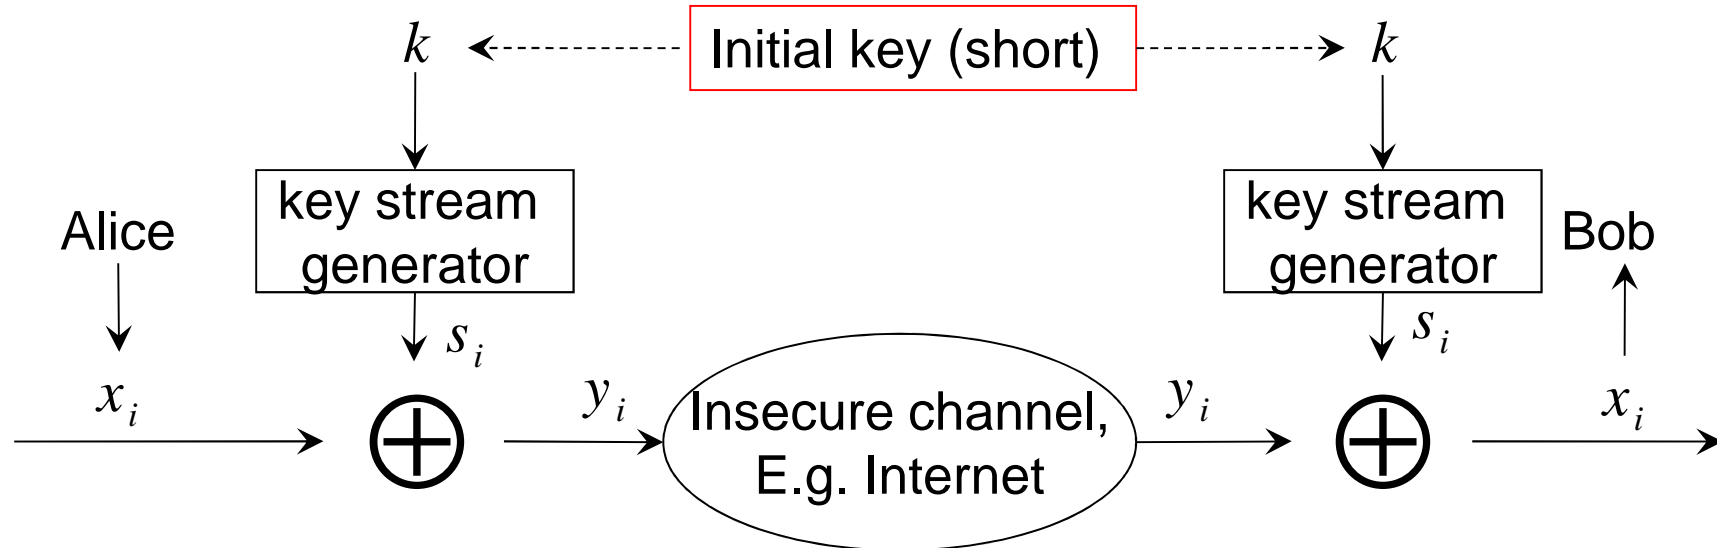 k
Initial key (short)
k
key stream
generator
key stream
generator
Alice
Bob
s_i
s_i
x_i
y_i
Insecure channel,
E.g. Internet
y_i
x_i